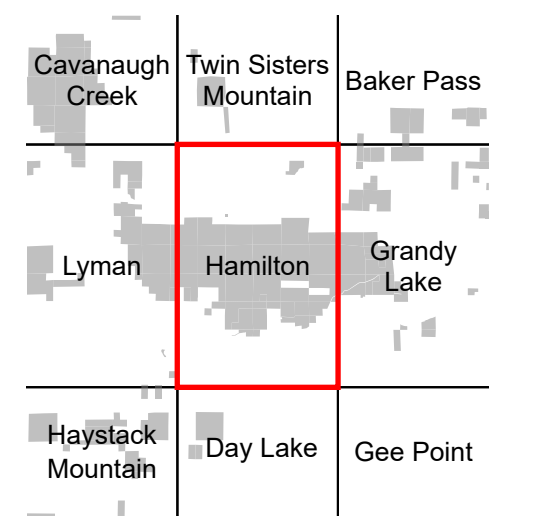 Cavanaugh
Creek
Twin Sisters
Mountain
Baker Pass
Lyman
Hamilton
Grandy
Lake
Haystack
Mountain
Day Lake
Gee Point